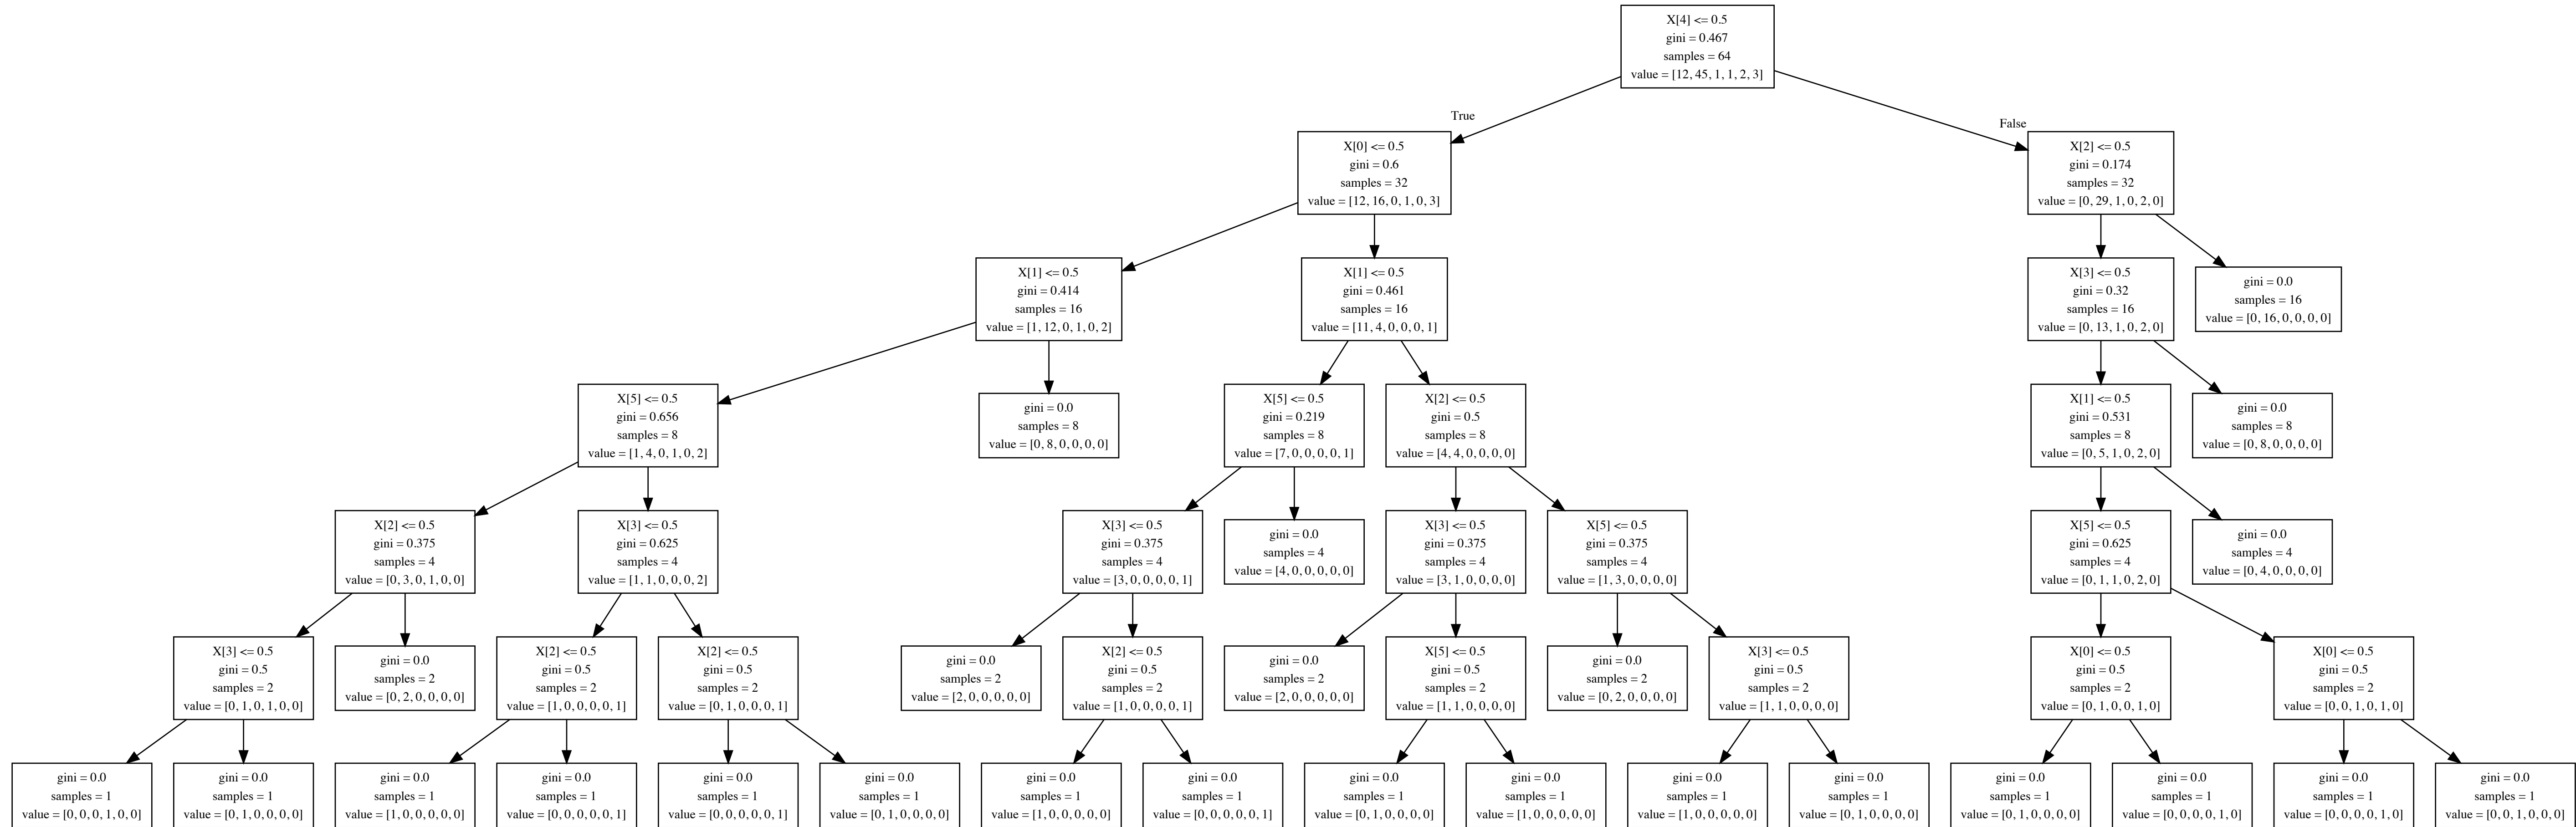 X[4] <= 0.5
gini = 0.467
samples = 64
value = [12, 45, 1, 1, 2, 3]
True
False
X[0] <= 0.5
gini = 0.6
samples = 32
value = [12, 16, 0, 1, 0, 3]
X[2] <= 0.5
gini = 0.174
samples = 32
value = [0, 29, 1, 0, 2, 0]
X[1] <= 0.5
gini = 0.414
samples = 16
value = [1, 12, 0, 1, 0, 2]
X[1] <= 0.5
gini = 0.461
samples = 16
value = [11, 4, 0, 0, 0, 1]
X[3] <= 0.5
gini = 0.32
samples = 16
value = [0, 13, 1, 0, 2, 0]
gini = 0.0
samples = 16
value = [0, 16, 0, 0, 0, 0]
X[5] <= 0.5
gini = 0.656
samples = 8
value = [1, 4, 0, 1, 0, 2]
gini = 0.0
samples = 8
value = [0, 8, 0, 0, 0, 0]
X[5] <= 0.5
gini = 0.219
samples = 8
value = [7, 0, 0, 0, 0, 1]
X[2] <= 0.5
gini = 0.5
samples = 8
value = [4, 4, 0, 0, 0, 0]
X[1] <= 0.5
gini = 0.531
samples = 8
value = [0, 5, 1, 0, 2, 0]
gini = 0.0
samples = 8
value = [0, 8, 0, 0, 0, 0]
X[2] <= 0.5
gini = 0.375
samples = 4
value = [0, 3, 0, 1, 0, 0]
X[3] <= 0.5
gini = 0.625
samples = 4
value = [1, 1, 0, 0, 0, 2]
X[3] <= 0.5
gini = 0.375
samples = 4
value = [3, 0, 0, 0, 0, 1]
gini = 0.0
samples = 4
value = [4, 0, 0, 0, 0, 0]
X[3] <= 0.5
gini = 0.375
samples = 4
value = [3, 1, 0, 0, 0, 0]
X[5] <= 0.5
gini = 0.375
samples = 4
value = [1, 3, 0, 0, 0, 0]
X[5] <= 0.5
gini = 0.625
samples = 4
value = [0, 1, 1, 0, 2, 0]
gini = 0.0
samples = 4
value = [0, 4, 0, 0, 0, 0]
X[3] <= 0.5
gini = 0.5
samples = 2
value = [0, 1, 0, 1, 0, 0]
gini = 0.0
samples = 2
value = [0, 2, 0, 0, 0, 0]
X[2] <= 0.5
gini = 0.5
samples = 2
value = [1, 0, 0, 0, 0, 1]
X[2] <= 0.5
gini = 0.5
samples = 2
value = [0, 1, 0, 0, 0, 1]
gini = 0.0
samples = 2
value = [2, 0, 0, 0, 0, 0]
X[2] <= 0.5
gini = 0.5
samples = 2
value = [1, 0, 0, 0, 0, 1]
gini = 0.0
samples = 2
value = [2, 0, 0, 0, 0, 0]
X[5] <= 0.5
gini = 0.5
samples = 2
value = [1, 1, 0, 0, 0, 0]
gini = 0.0
samples = 2
value = [0, 2, 0, 0, 0, 0]
X[3] <= 0.5
gini = 0.5
samples = 2
value = [1, 1, 0, 0, 0, 0]
X[0] <= 0.5
gini = 0.5
samples = 2
value = [0, 1, 0, 0, 1, 0]
X[0] <= 0.5
gini = 0.5
samples = 2
value = [0, 0, 1, 0, 1, 0]
gini = 0.0
samples = 1
value = [0, 0, 0, 1, 0, 0]
gini = 0.0
samples = 1
value = [0, 1, 0, 0, 0, 0]
gini = 0.0
samples = 1
value = [1, 0, 0, 0, 0, 0]
gini = 0.0
samples = 1
value = [0, 0, 0, 0, 0, 1]
gini = 0.0
samples = 1
value = [0, 0, 0, 0, 0, 1]
gini = 0.0
samples = 1
value = [0, 1, 0, 0, 0, 0]
gini = 0.0
samples = 1
value = [1, 0, 0, 0, 0, 0]
gini = 0.0
samples = 1
value = [0, 0, 0, 0, 0, 1]
gini = 0.0
samples = 1
value = [0, 1, 0, 0, 0, 0]
gini = 0.0
samples = 1
value = [1, 0, 0, 0, 0, 0]
gini = 0.0
samples = 1
value = [1, 0, 0, 0, 0, 0]
gini = 0.0
samples = 1
value = [0, 1, 0, 0, 0, 0]
gini = 0.0
samples = 1
value = [0, 1, 0, 0, 0, 0]
gini = 0.0
samples = 1
value = [0, 0, 0, 0, 1, 0]
gini = 0.0
samples = 1
value = [0, 0, 0, 0, 1, 0]
gini = 0.0
samples = 1
value = [0, 0, 1, 0, 0, 0]